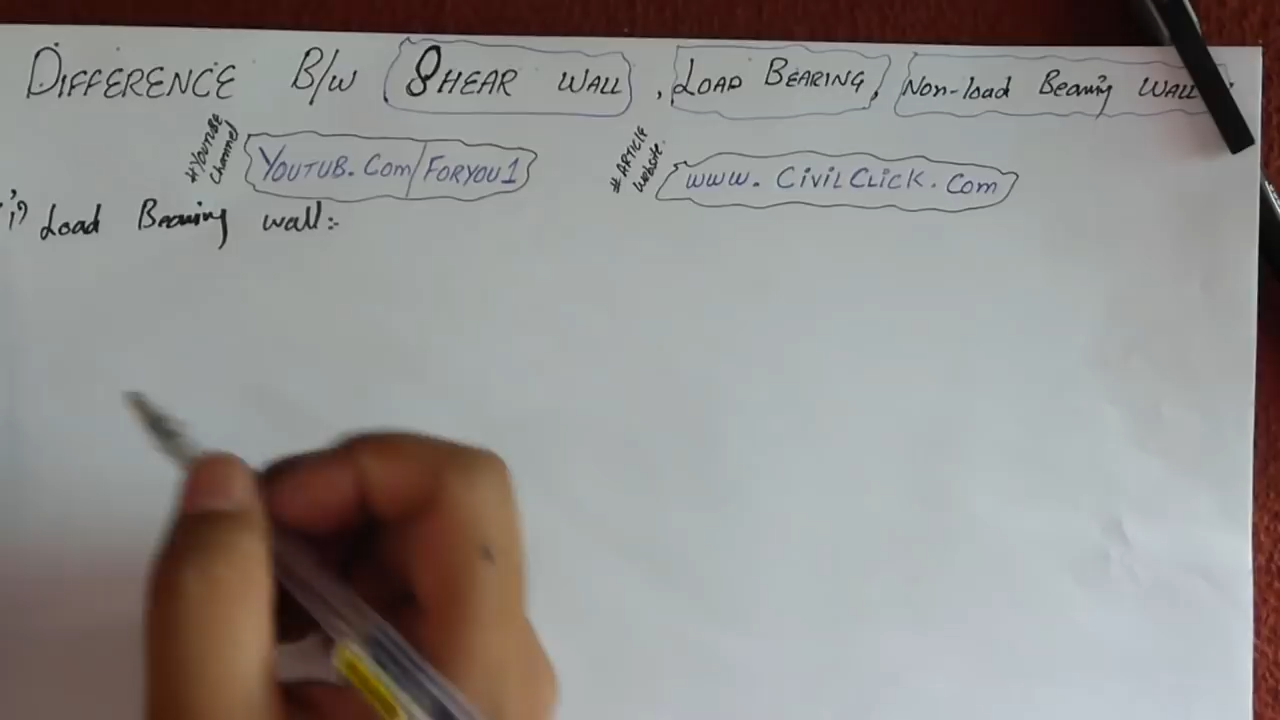 DIFFERENCE B/W SHEAR WALL, LOAD BEARING, Non-load Bearing WALL
#YOUTUBE Channel
YOUTUB.Com/FORYOU1
#ARTICLE Website.
www.CivilClick.Com
(i) Load Bearing wall:-